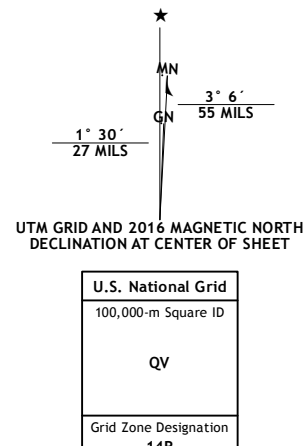 ★
MN
GN
3° 6´
55 MILS
1° 30´
27 MILS
UTM GRID AND 2016 MAGNETIC NORTH
DECLINATION AT CENTER OF SHEET
U.S. National Grid
100,000-m Square ID
QV
Grid Zone Designation
14R